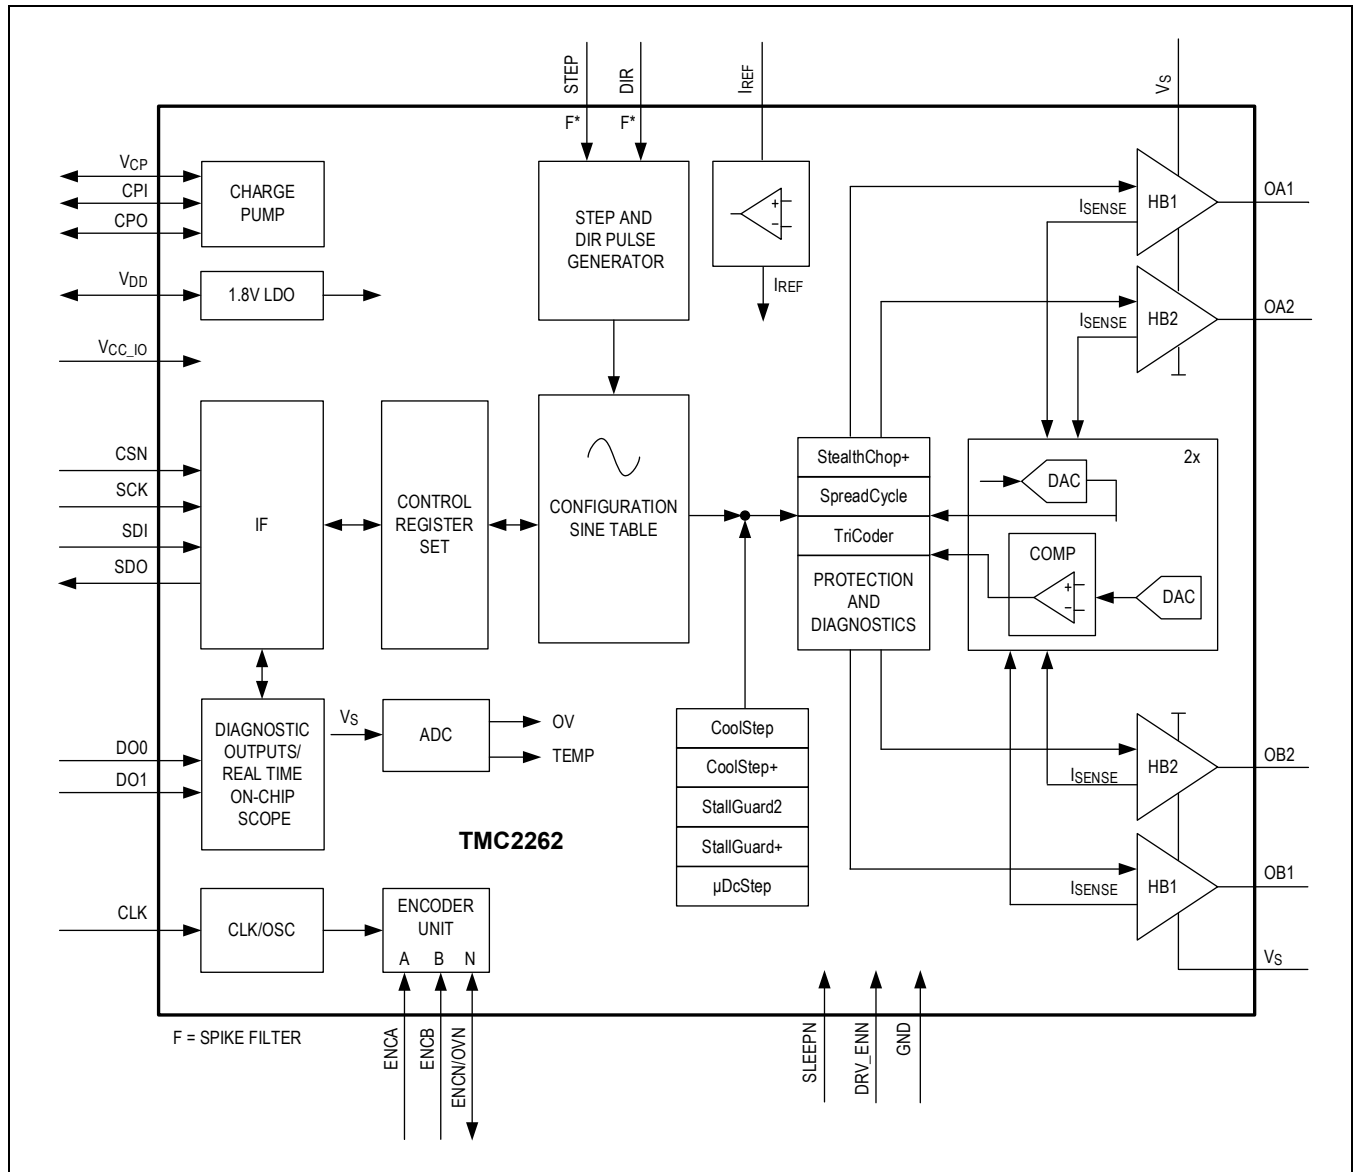 STEP
DIR
IREF
VS
F*
F*
VCP
CPI
CPO
CHARGE
PUMP
STEP AND
DIR PULSE
GENERATOR
+
−
IREF
HB1
ISENSE
OA1
HB2
ISENSE
OA2
VDD
1.8V LDO
VCC_IO
CSN
SCK
SDI
SDO
IF
CONTROL
REGISTER
SET
CONFIGURATION
SINE TABLE
StealthChop+
SpreadCycle
TriCoder
PROTECTION
AND
DIAGNOSTICS
2x
DAC
COMP
+
−
DAC
DO0
DO1
DIAGNOSTIC
OUTPUTS/
REAL TIME
ON-CHIP
SCOPE
VS
ADC
OV
TEMP
CoolStep
CoolStep+
StallGuard2
StallGuard+
µDcStep
HB2
ISENSE
OB2
HB1
ISENSE
OB1
VS
TMC2262
CLK
CLK/OSC
ENCODER
UNIT
A B N
F = SPIKE FILTER
ENCA
ENCB
ENCN/OVN
SLEEPN
DRV_ENN
GND